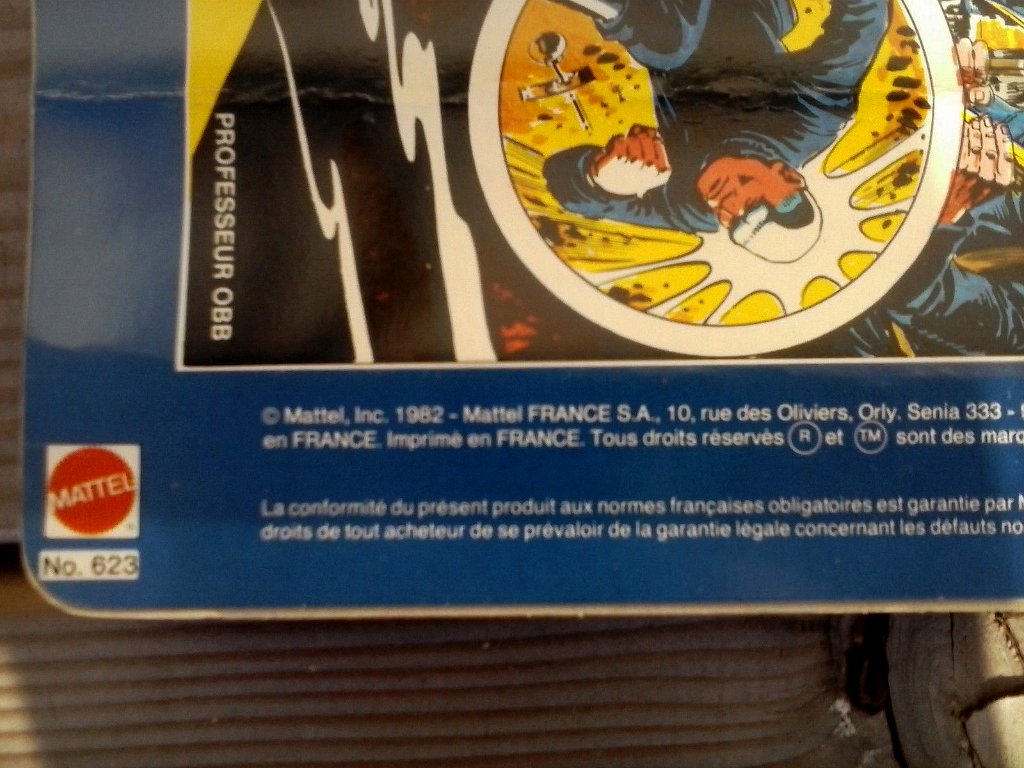 PROFESSEUR OBB
© Mattel, Inc. 1982 - Mattel FRANCE S.A., 10, rue des Oliviers, Orly. Senia 333 -
en FRANCE. Imprimé en FRANCE. Tous droits réservés ® et ™ sont des
MATTEL
La conformité du présent produit aux normes françaises obligatoires est garantie par
droits de tout acheteur de se prévaloir de la garantie légale concernant les défauts
No. 623